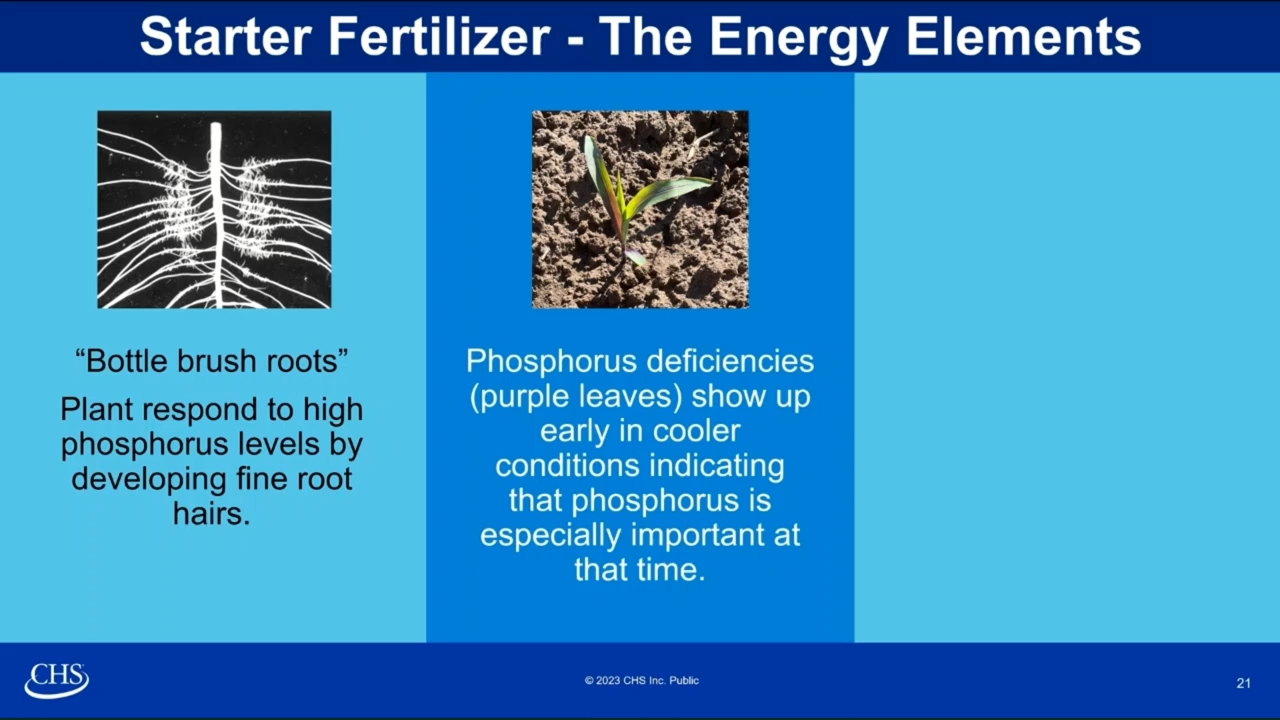 Starter Fertilizer - The Energy Elements
“Bottle brush roots”
Plant respond to high
phosphorus levels by
developing fine root
hairs.
Phosphorus deficiencies
(purple leaves) show up
early in cooler
conditions indicating
that phosphorus is
especially important at
that time.
CHS
© 2023 CHS Inc. Public
21